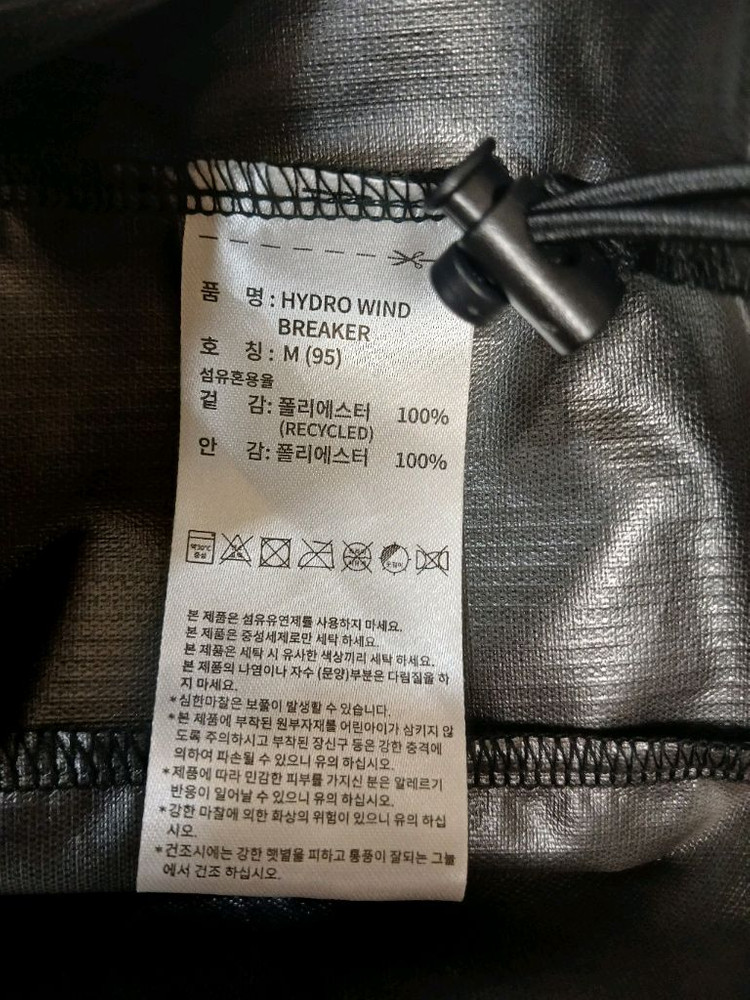 품 명 : HYDRO WIND
BREAKER
호 칭 : M (95)
섬유혼용율
겉 감: 폴리에스터 100%
(RECYCLED)
안 감: 폴리에스터 100%
약30℃
중성
본 제품은 섬유유연제를 사용하지 마세요.
본 제품은 중성세제로만 세탁 하세요.
본 제품은 세탁 시 유사한 색상끼리 세탁 하세요.
본 제품의 나염이나 자수 (문양)부분은 다림질을 하
지 마세요.
*심한마찰은 보풀이 발생할 수 있습니다.
*본 제품에 부착된 원부자재를 어린아이가 삼키지 않
도록 주의하시고 부착된 장신구 등은 강한 충격에
의하여 파손될 수 있으니 유의 하십시오.
*제품에 따라 민감한 피부를 가지신 분은 알레르기
반응이 일어날 수 있으니 유의 하십시오.
*강한 마찰에 의한 화상의 위험이 있으니 유의 하십
시오.
*건조시에는 강한 햇볕을 피하고 통풍이 잘되는 그늘
에서 건조 하십시오.